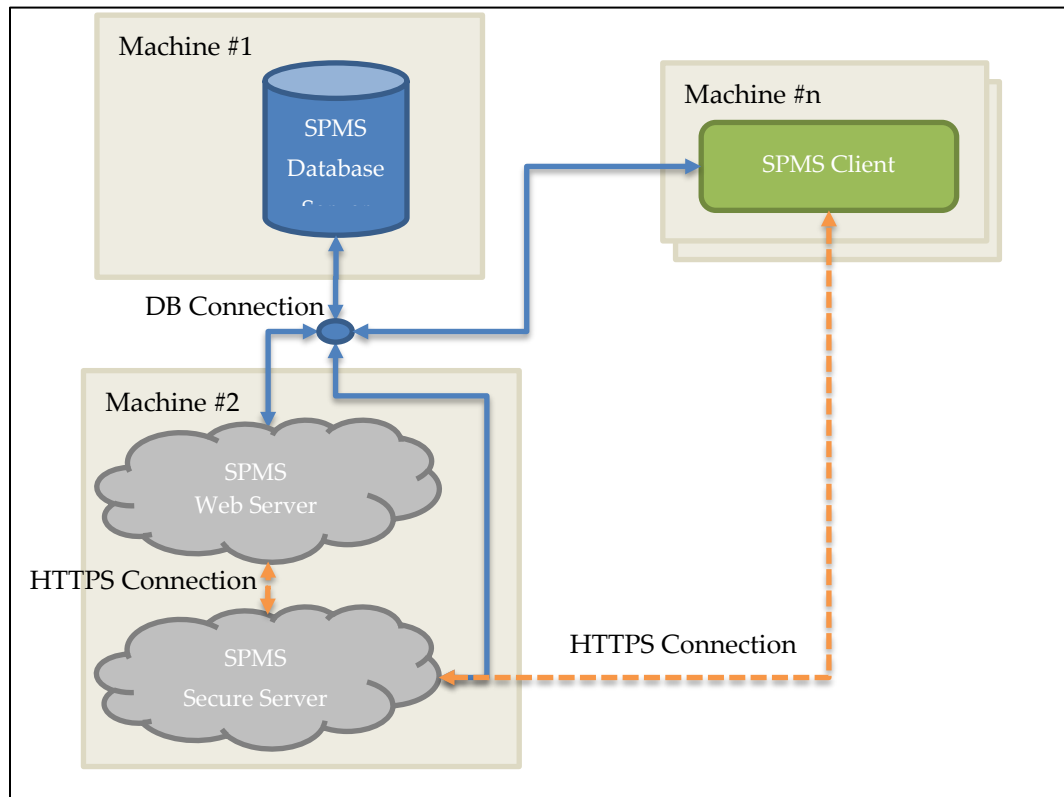 Machine #1
SPMS
Database
Machine #n
SPMS Client
DB Connection
Machine #2
SPMS
Web Server
HTTPS Connection
SPMS
Secure Server
HTTPS Connection